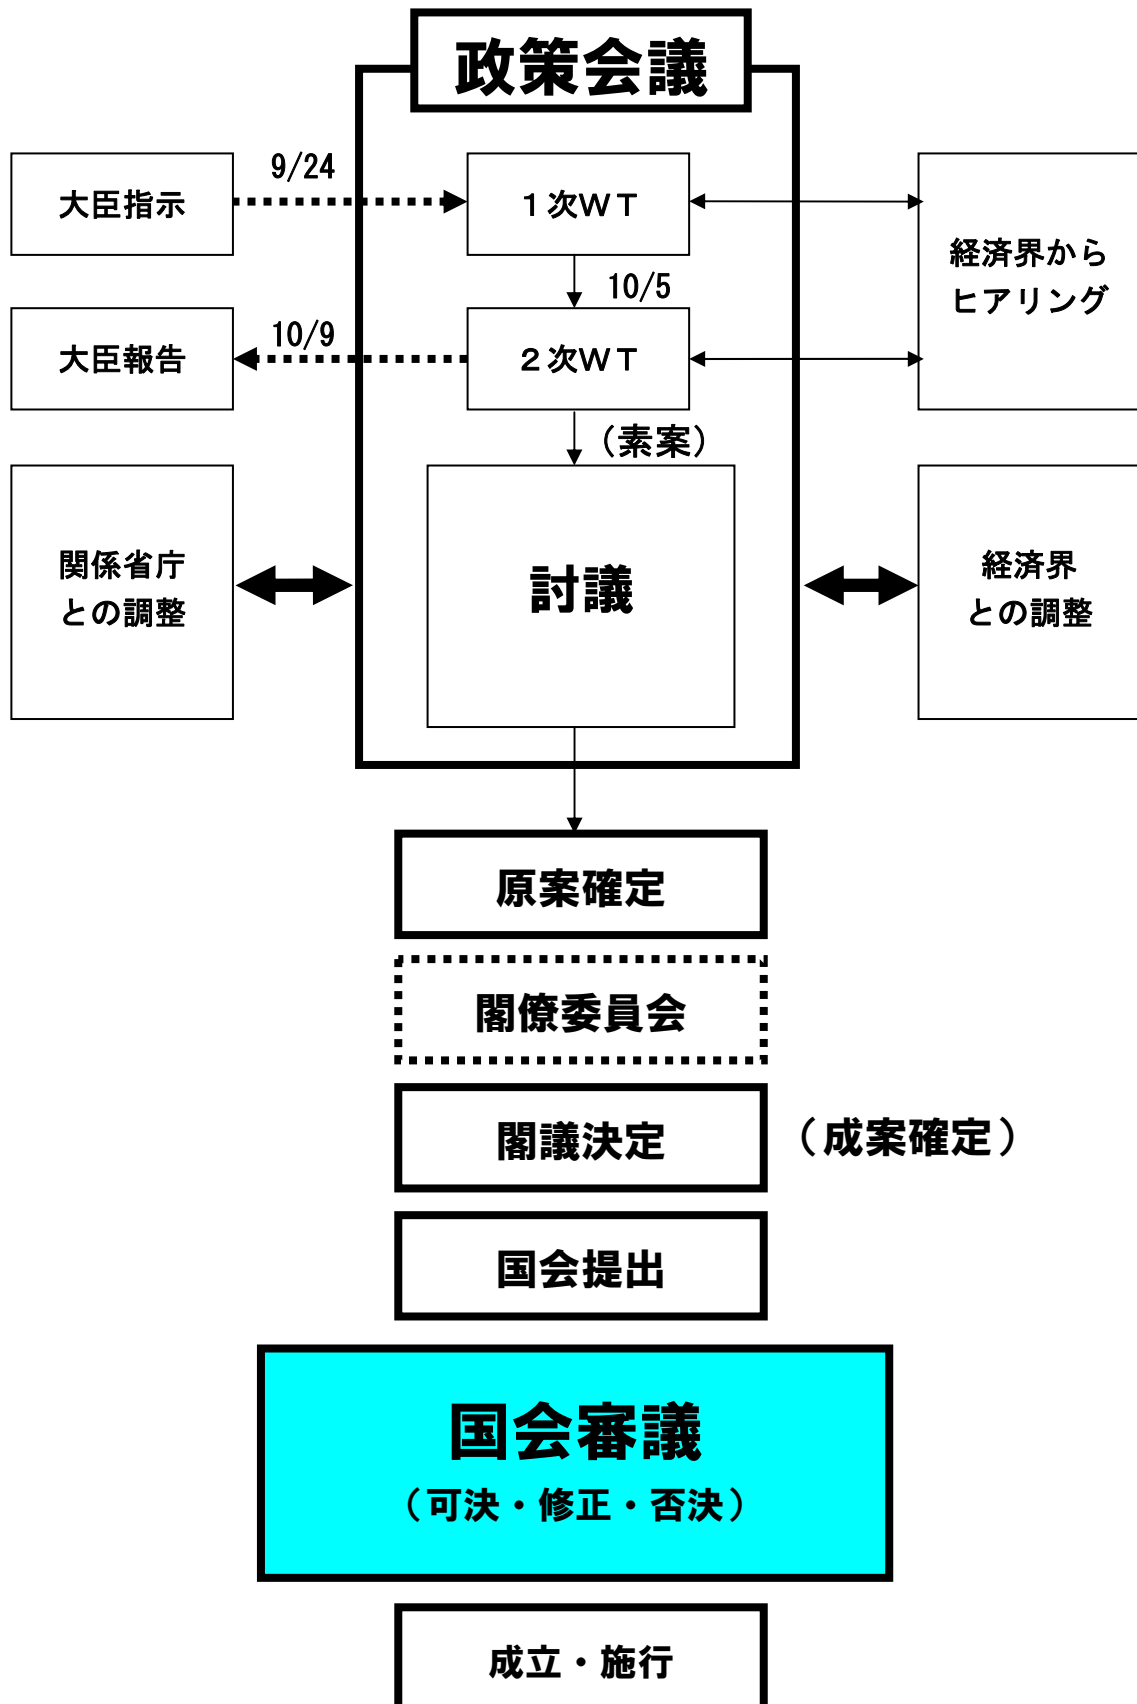 政策会議
大臣指示
9/24
1次WT
経済界から
ヒアリング
10/5
大臣報告
10/9
2次WT
(素案)
関係省庁
との調整
討議
経済界
との調整
原案確定
閣僚委員会
閣議決定
(成案確定)
国会提出
国会審議
(可決・修正・否決)
成立・施行